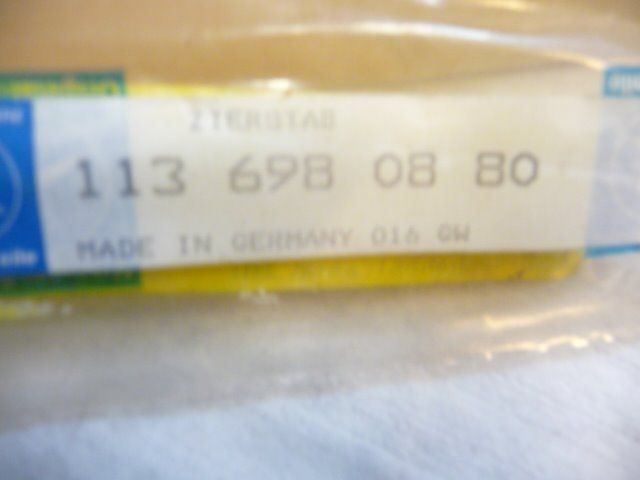 ZIERSTAB
113 698 08 80
MADE IN GERMANY 016 GW